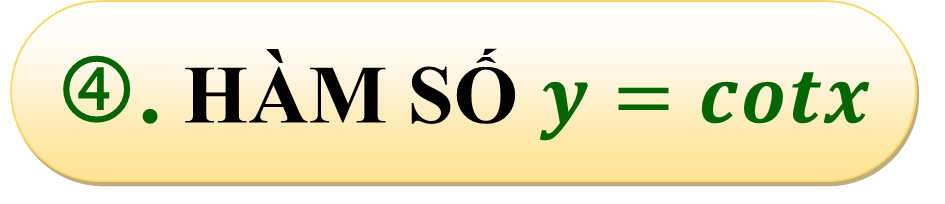 ④. HÀM SỐ y = cotx